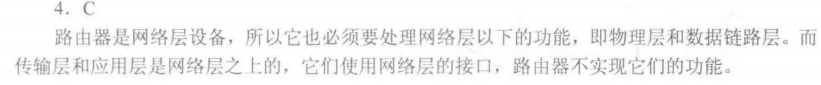 4. C
路由器是网络层设备，所以它也必须要处理网络层以下的功能，即物理层和数据链路层。而
传输层和应用层是网络层之上的，它们使用网络层的接口，路由器不实现它们的功能。